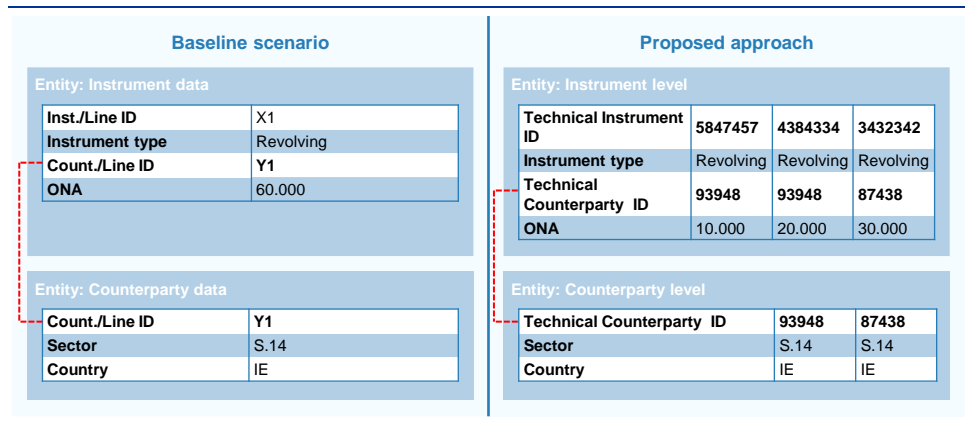 Baseline scenario
Entity: Instrument data
Inst./Line ID X1
Instrument type Revolving
Count./Line ID Y1
ONA 60.000
Entity: Counterparty data
Count./Line ID Y1
Sector S.14
Country IE
Proposed approach
Entity: Instrument level
Technical Instrument
ID 5847457 4384334 3432342
Instrument type Revolving Revolving Revolving
Technical
Counterparty ID 93948 93948 87438
ONA 10.000 20.000 30.000
Entity: Counterparty level
Technical Counterparty ID 93948 87438
Sector S.14 S.14
Country IE IE